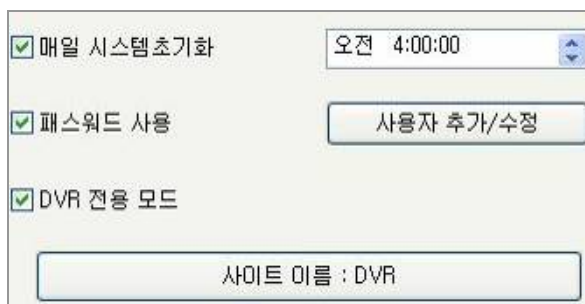 매일 시스템초기화 오전 4:00:00
패스워드 사용 사용자 추가/수정
DVR 전용 모드
사이트 이름 : DVR